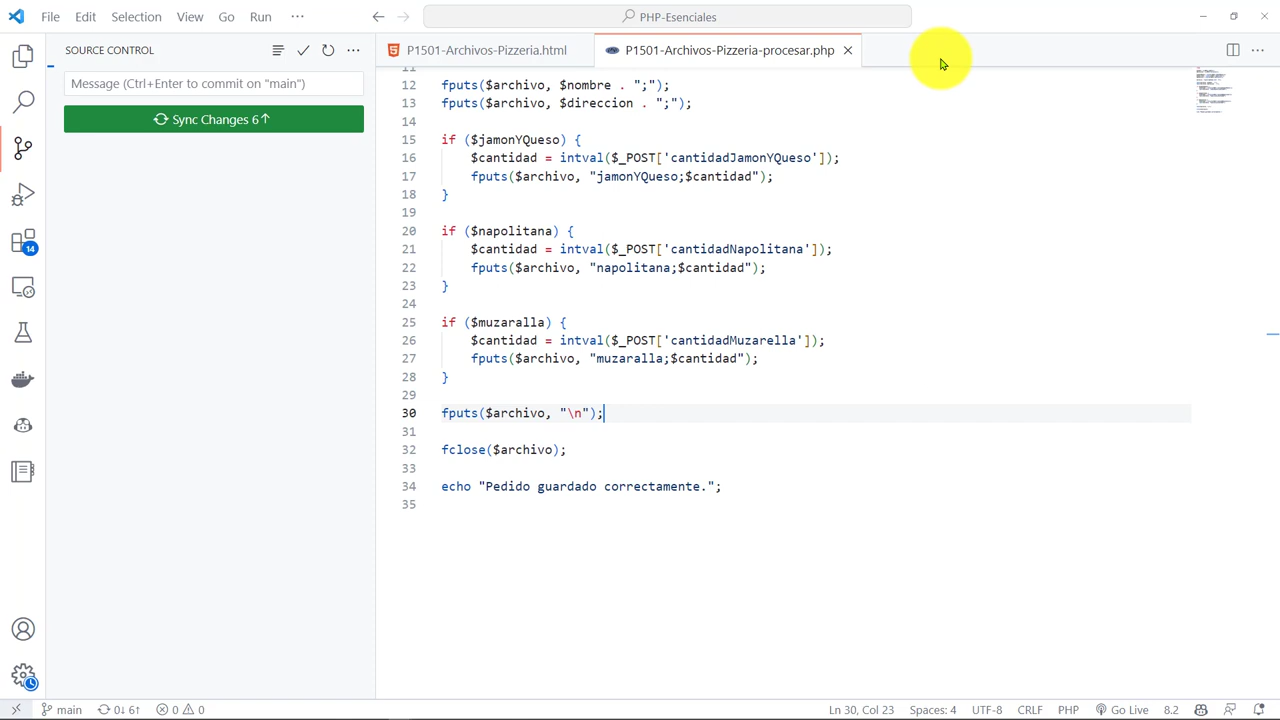 File Edit Selection View Go Run ···
PHP-Esenciales
SOURCE CONTROL
Message (Ctrl+Enter to commit on "main")
Sync Changes 6↑
14
P1501-Archivos-Pizzeria.html
P1501-Archivos-Pizzeria-procesar.php
11
12 fputs($archivo, $nombre . ";");
13 fputs($archivo, $direccion . ";");
14
15 if ($jamonYQueso) {
16 $cantidad = intval($_POST['cantidadJamonYQueso']);
17 fputs($archivo, "jamonYQueso;$cantidad");
18 }
19
20 if ($napolitana) {
21 $cantidad = intval($_POST['cantidadNapolitana']);
22 fputs($archivo, "napolitana;$cantidad");
23 }
24
25 if ($muzaralla) {
26 $cantidad = intval($_POST['cantidadMuzarella']);
27 fputs($archivo, "muzaralla;$cantidad");
28 }
29
30 fputs($archivo, "\n");
31
32 fclose($archivo);
33
34 echo "Pedido guardado correctamente.";
35
main 0↓ 6↑ 0 0
Ln 30, Col 23 Spaces: 4 UTF-8 CRLF PHP Go Live 8.2